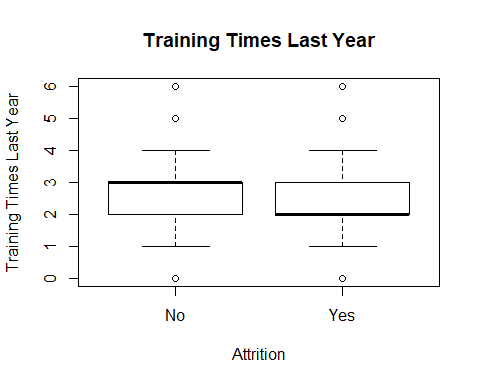 Training Times Last Year
Training Times Last Year
6
5
4
3
2
1
0
No Yes
Attrition